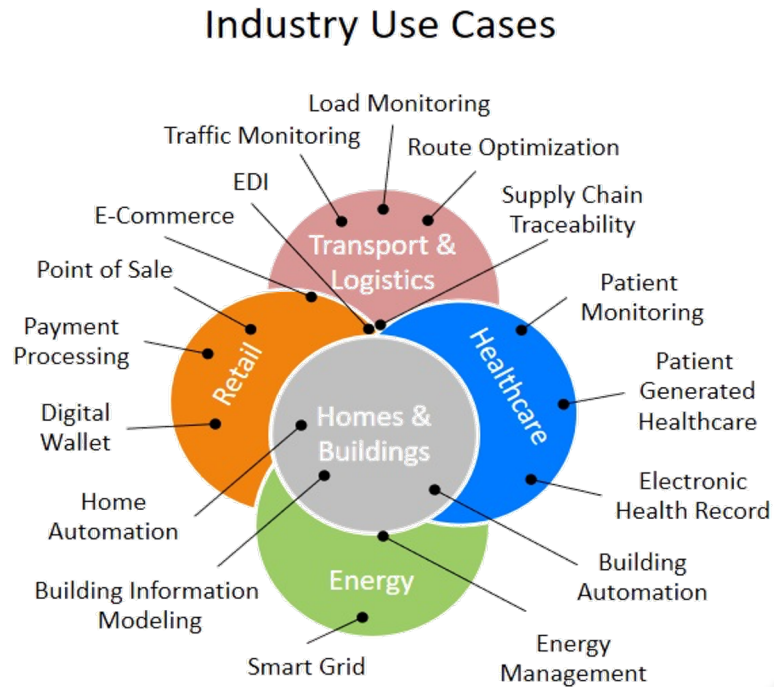 Industry Use Cases
Load Monitoring
Traffic Monitoring
Route Optimization
EDI
Supply Chain
Traceability
E-Commerce
Transport &
Logistics
Point of Sale
Patient
Monitoring
Payment
Processing
Retail
Healthcare
Patient
Generated
Healthcare
Digital
Wallet
Homes &
Buildings
Electronic
Health Record
Home
Automation
Building
Automation
Building Information
Modeling
Energy
Energy
Management
Smart Grid